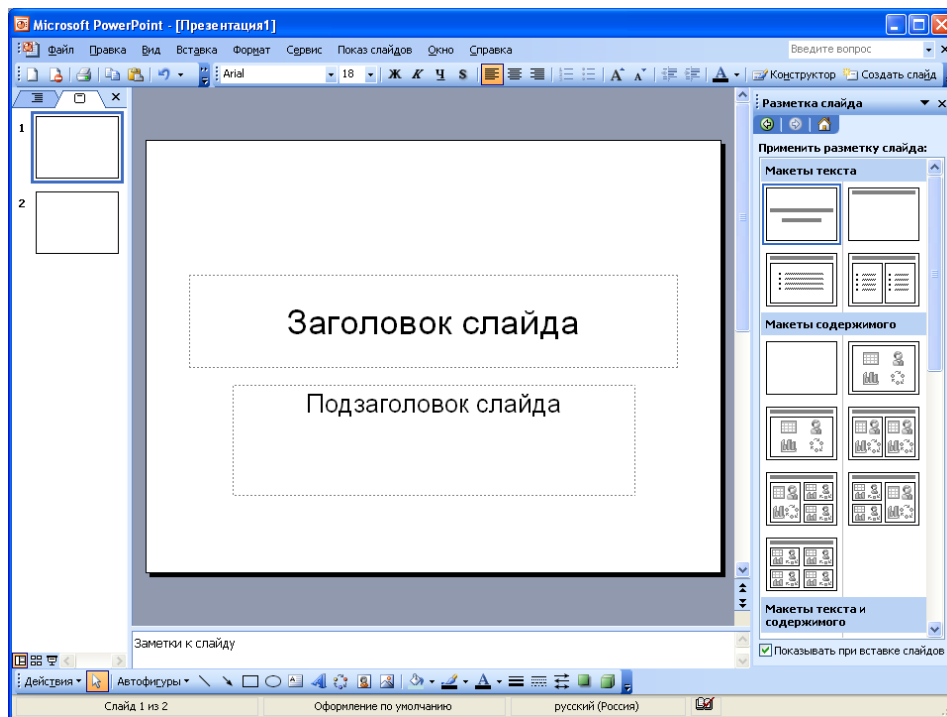 Microsoft PowerPoint - [Презентация1]
Файл Правка Вид Вставка Формат Сервис Показ слайдов Окно Справка Введите вопрос
Arial 18 Ж К Ч S A A A Конструктор Создать слайд
Разметка слайда
1
Применить разметку слайда:
Макеты текста
2
Заголовок слайда
Макеты содержимого
Подзаголовок слайда
Макеты текста и
содержимого
Заметки к слайду
Показывать при вставке слайдов
Действия Автофигуры A
Слайд 1 из 2 Оформление по умолчанию русский (Россия)